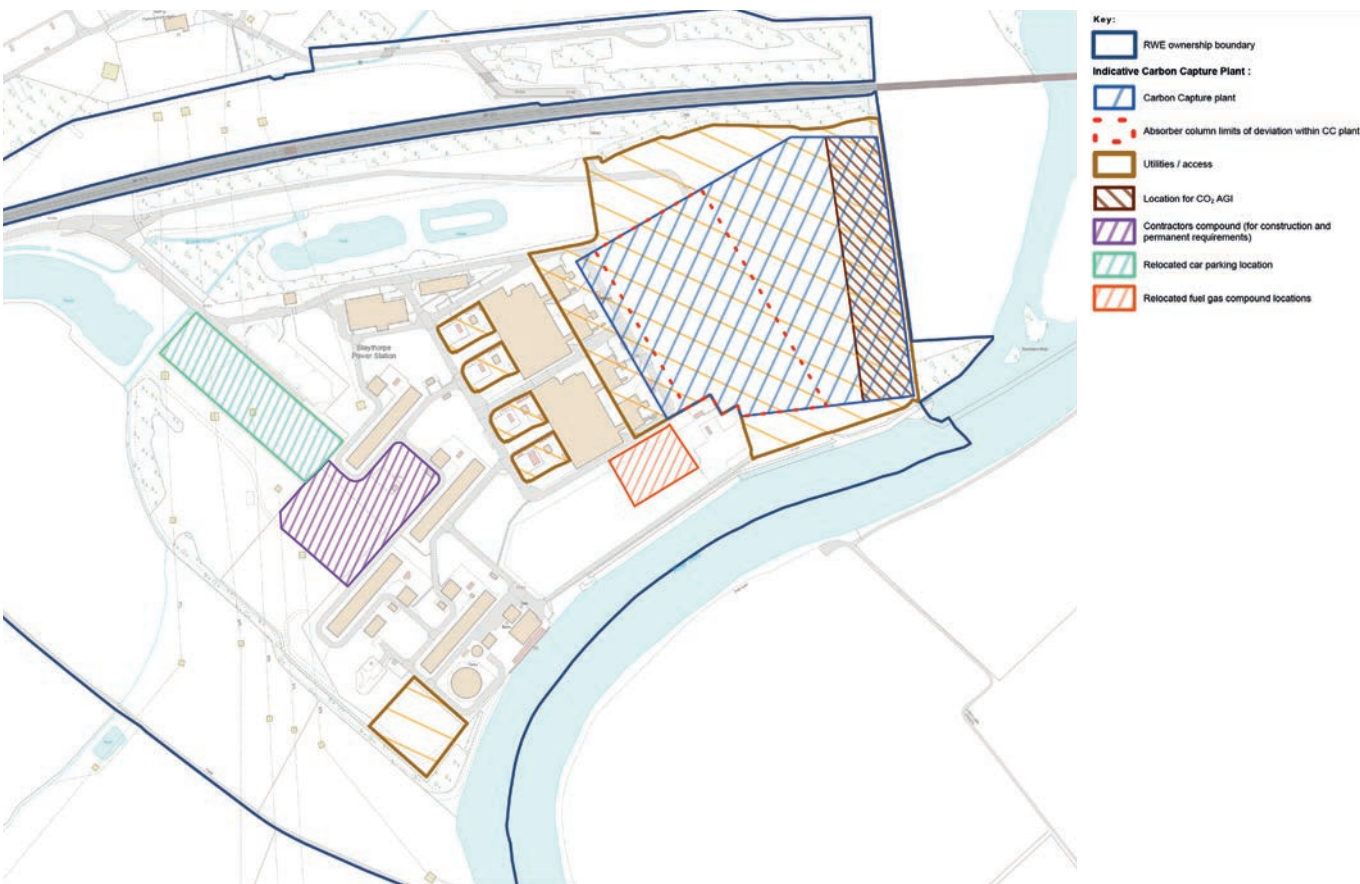 Key:
RWE ownership boundary
Indicative Carbon Capture Plant :
Carbon Capture plant
Absorber column limits of deviation within CC plant
Utilities / access
Location for CO₂ AGI
Contractors compound (for construction and
permanent requirements)
Relocated car parking location
Relocated fuel gas compound locations
Staythorpe
Power Station